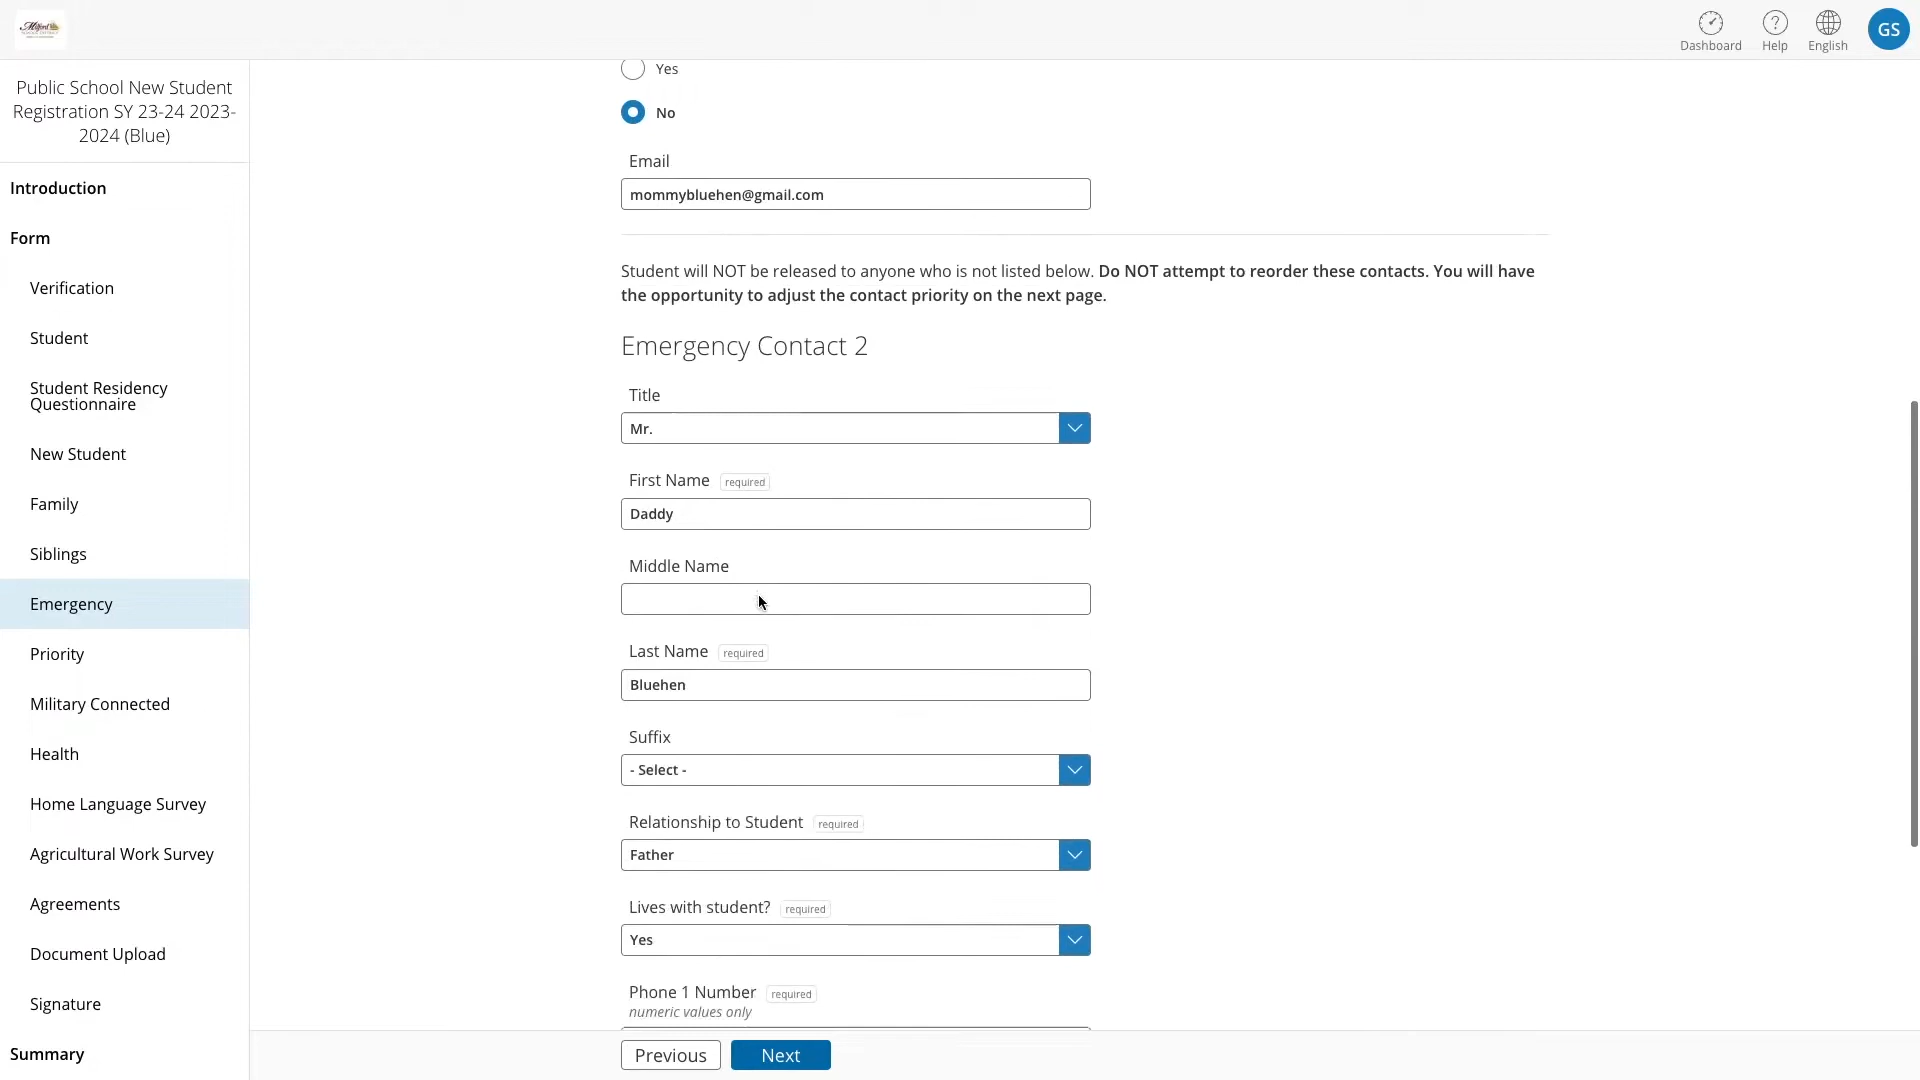 Milford
Dashboard
Help
English
GS
Public School New Student
Registration SY 23-24 2023-
2024 (Blue)
Introduction
Form
Verification
Student
Student Residency
Questionnaire
New Student
Family
Siblings
Emergency
Priority
Military Connected
Health
Home Language Survey
Agricultural Work Survey
Agreements
Document Upload
Signature
Summary
Yes
No
Email
mommybluehen@gmail.com
Student will NOT be released to anyone who is not listed below. Do NOT attempt to reorder these contacts. You will have
the opportunity to adjust the contact priority on the next page.
Emergency Contact 2
Title
Mr.
First Name required
Daddy
Middle Name
Last Name required
Bluehen
Suffix
- Select -
Relationship to Student required
Father
Lives with student? required
Yes
Phone 1 Number required
numeric values only
Previous
Next